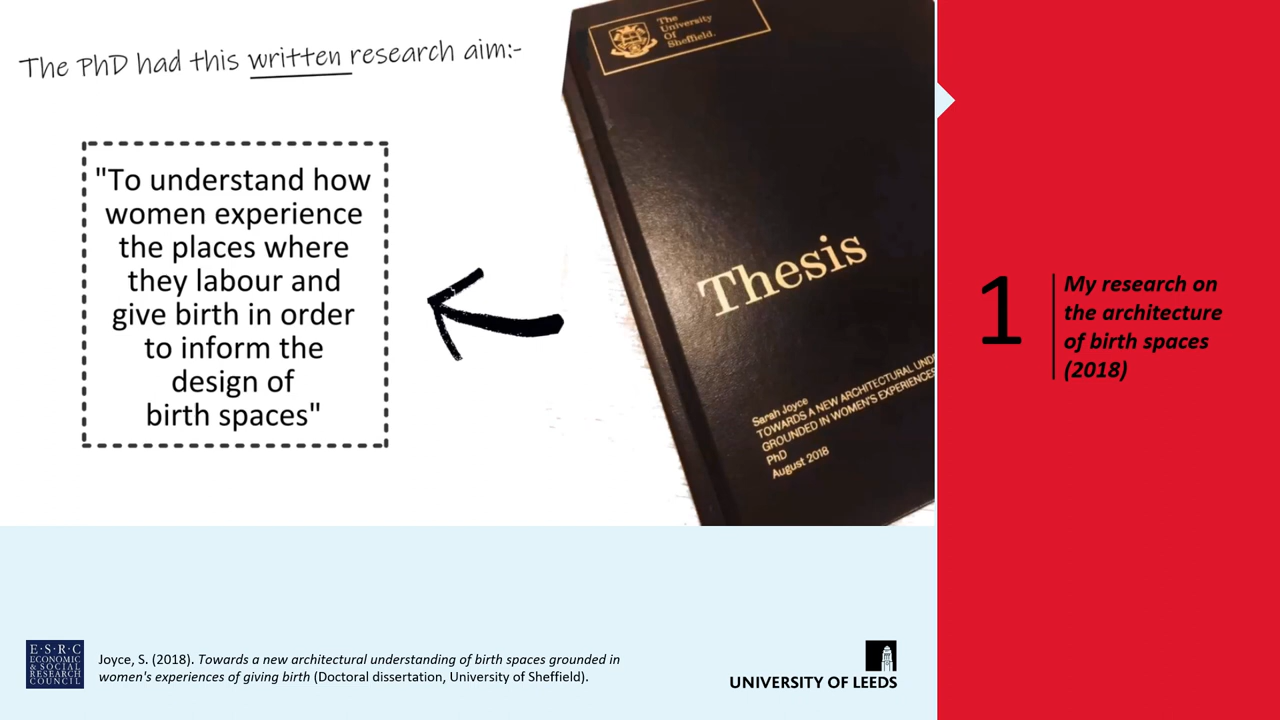 The PhD had this written research aim:-
"To understand how
women experience
the places where
they labour and
give birth in order
to inform the
design of
birth spaces"
The
University
Of
Sheffield.
Thesis
Sarah Joyce
TOWARDS A NEW ARCHITECTURAL UND
GROUNDED IN WOMEN'S EXPERIENCES
PhD
August 2018
1
My research on
the architecture
of birth spaces
(2018)
E·S·R·C
ECONOMIC
& SOCIAL
RESEARCH
COUNCIL
Joyce, S. (2018). Towards a new architectural understanding of birth spaces grounded in
women's experiences of giving birth (Doctoral dissertation, University of Sheffield).
UNIVERSITY OF LEEDS